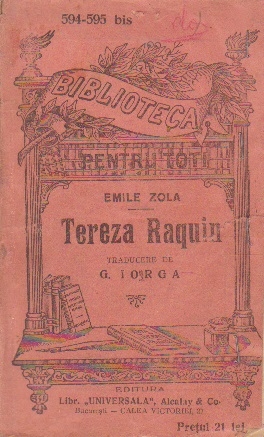 594-595 bis
BIBLIOTECA
PENTRU TOȚI
EMILE ZOLA
Tereza Raquin
TRADUCERE DE
G. IORGA
EDITURA
Libr. „UNIVERSALA”, Alcalay & Co.
București — CALEA VICTORIEI, 27
Prețul 21 lei